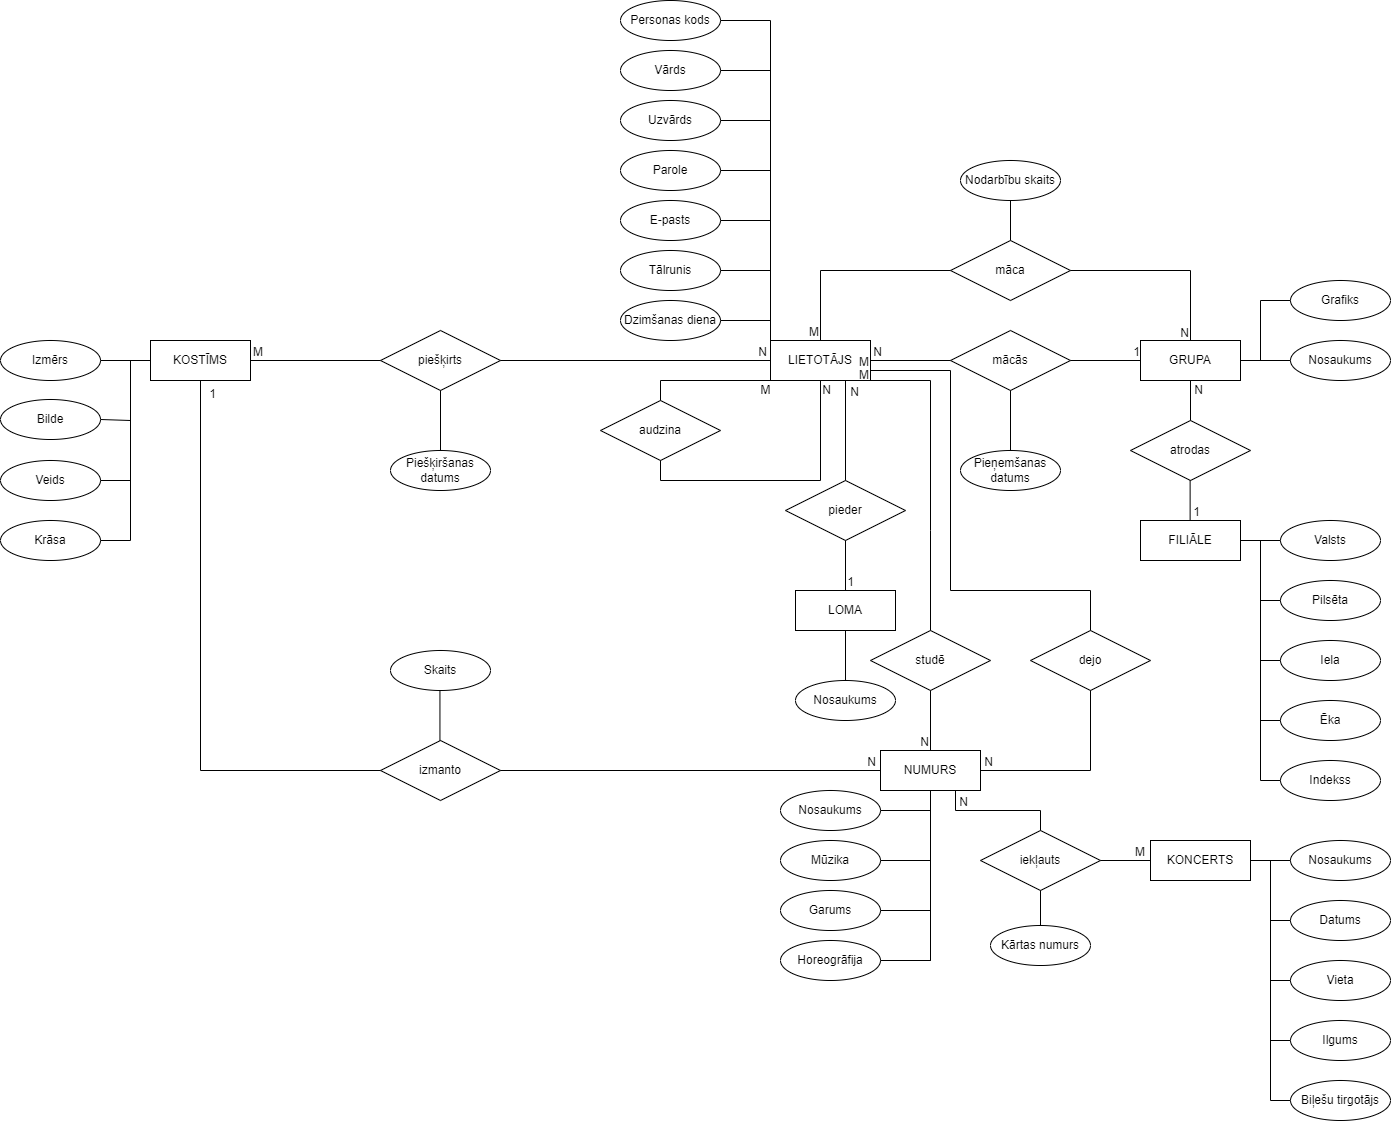 Personas kods
Vārds
Uzvārds
Parole
E-pasts
Tālrunis
Dzimšanas diena
Nodarbību skaits
māca
M
N
Grafiks
Izmērs
KOSTĪMS
M
piešķirts
N
LIETOTĀJS
N
M
M
mācās
1
GRUPA
Nosaukums
1
M
N
N
N
Bilde
audzina
atrodas
Veids
Piešķiršanas
datums
Pieņemšanas
datums
pieder
1
Krāsa
FILIĀLE
Valsts
1
LOMA
Pilsēta
Skaits
studē
dejo
Iela
Nosaukums
Ēka
N
izmanto
N
NUMURS
N
Indekss
Nosaukums
N
Mūzika
iekļauts
M
KONCERTS
Nosaukums
Garums
Datums
Kārtas numurs
Horeogrāfija
Vieta
Ilgums
Biļešu tirgotājs